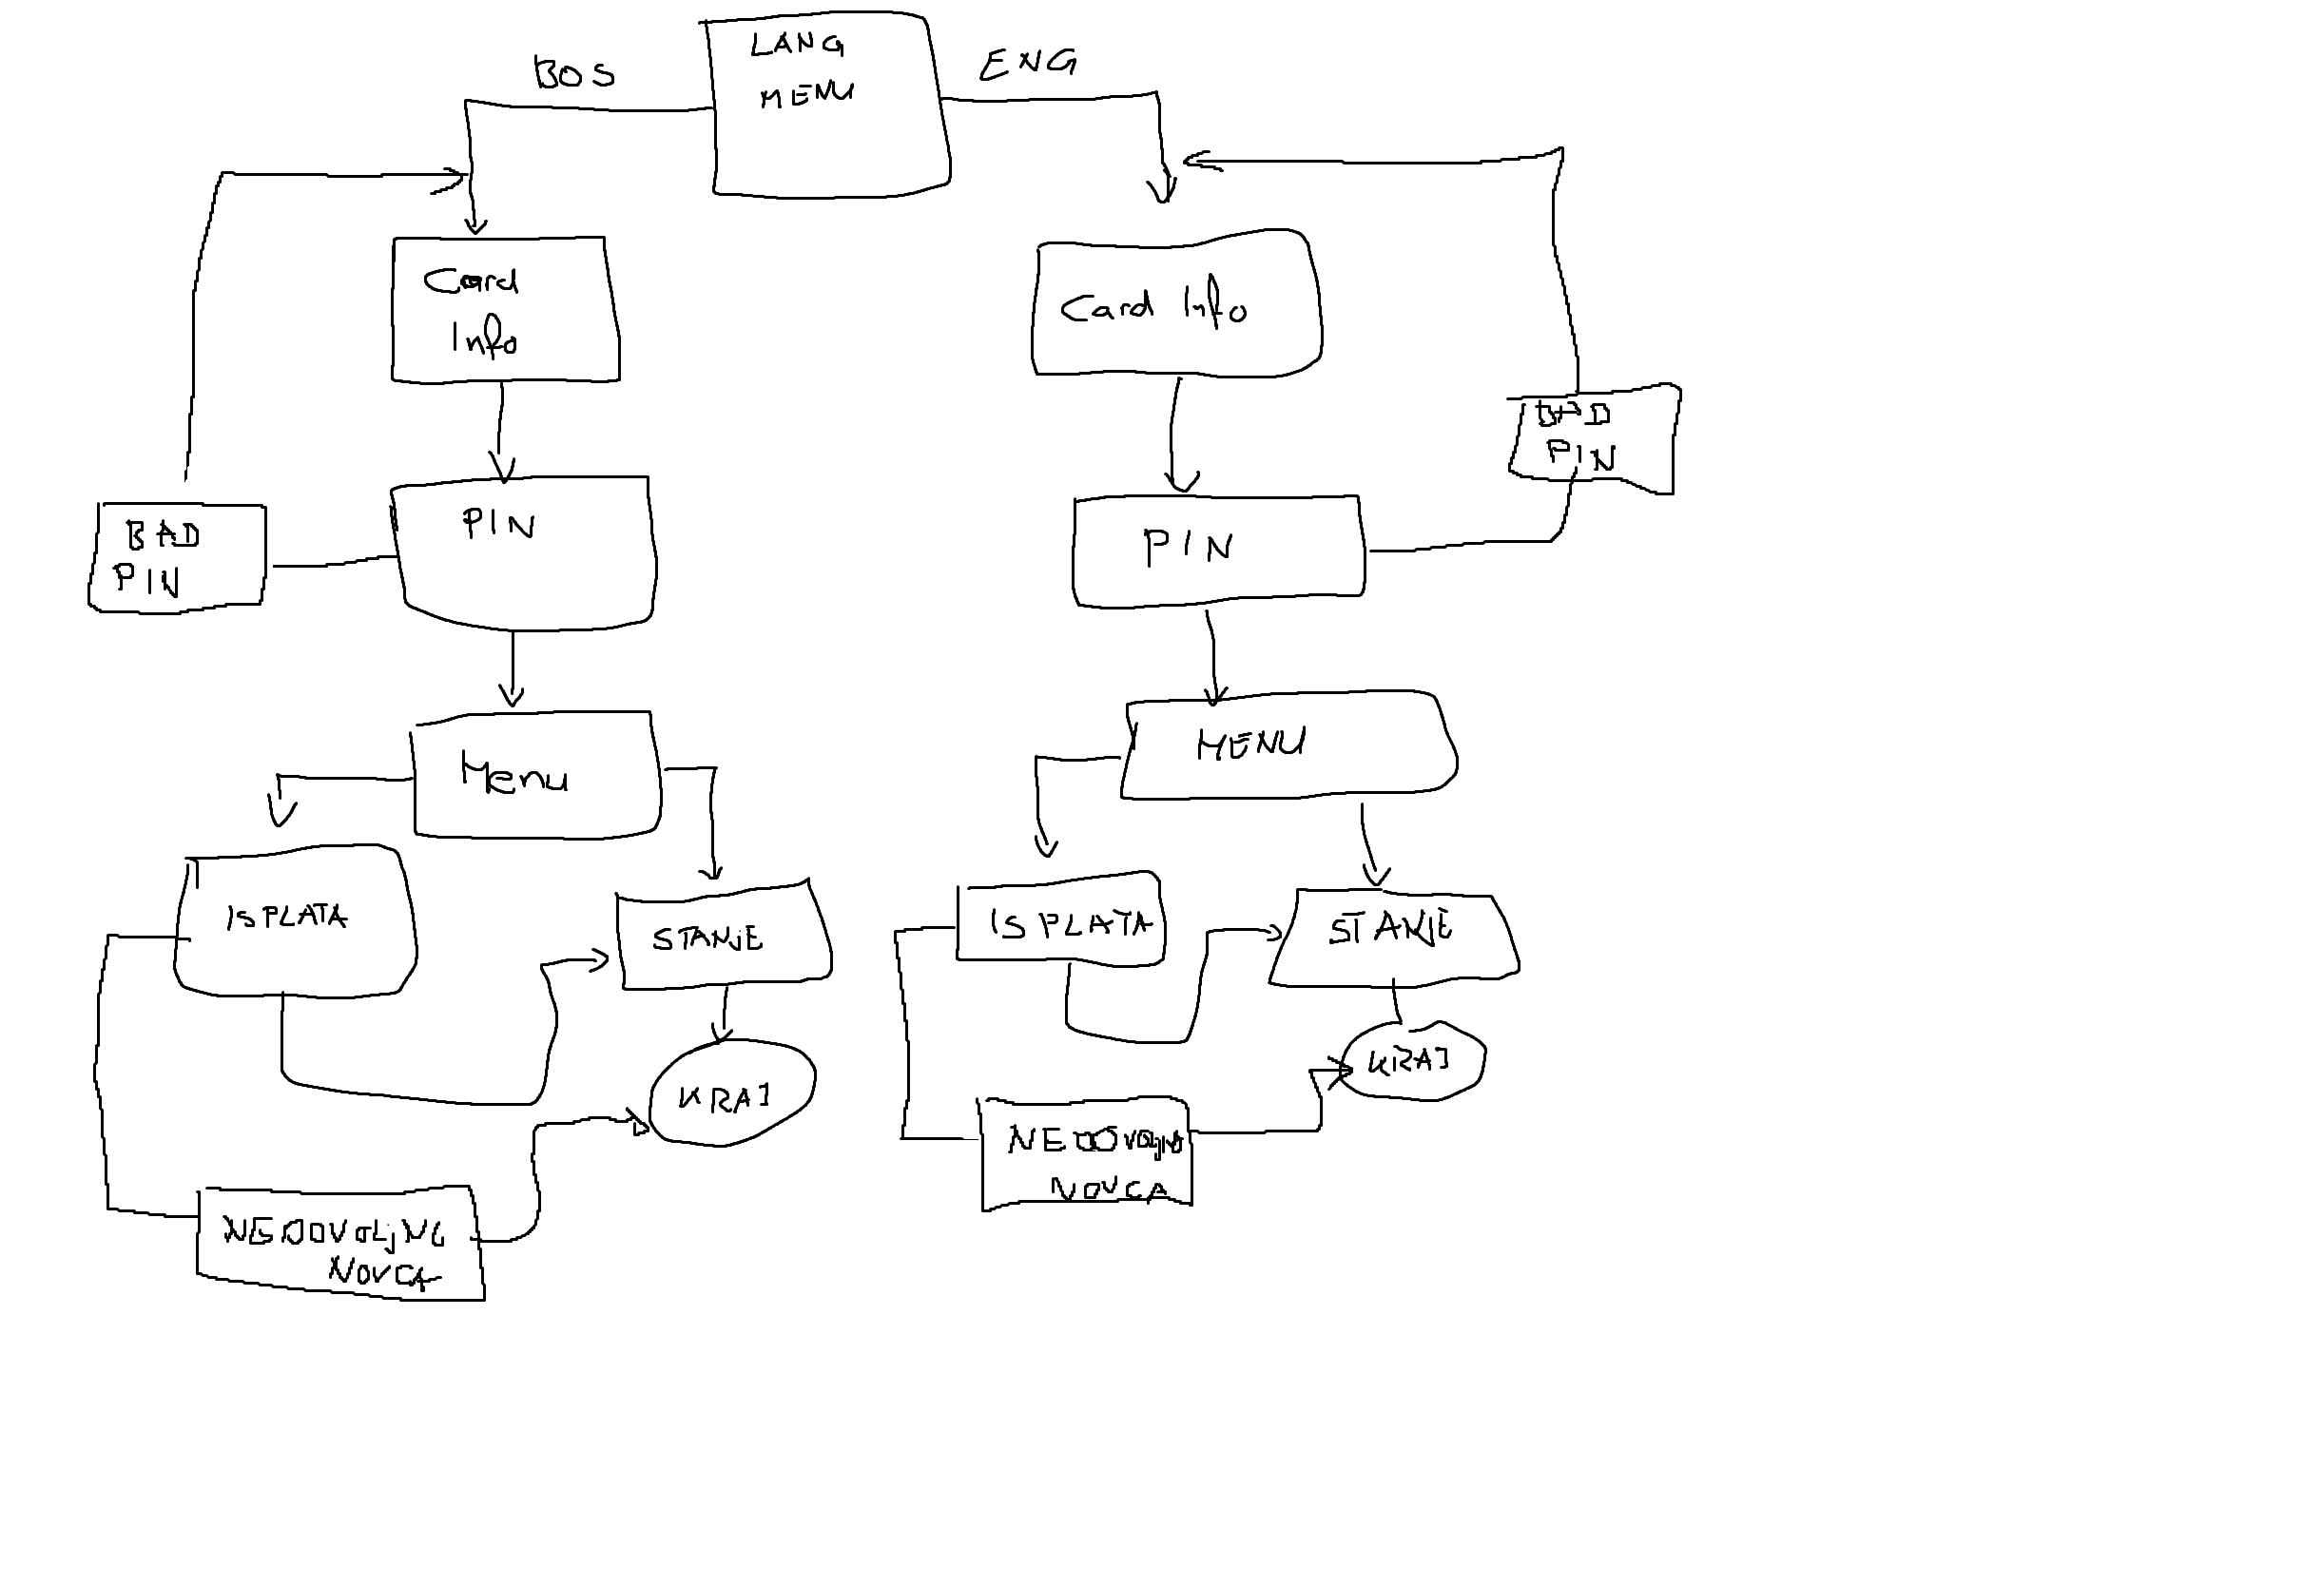 LANG
MENU
BOS
ENG
Card
Info
Card Info
BAD
PIN
PIN
BAD
PIN
PIN
Menu
MENU
ISPLATA
STANjE
ISPLATA
STANJE
KRAJ
KRAJ
NEDOVOLjNO
NOVCA
NEDOVOLjNO
NOVCA